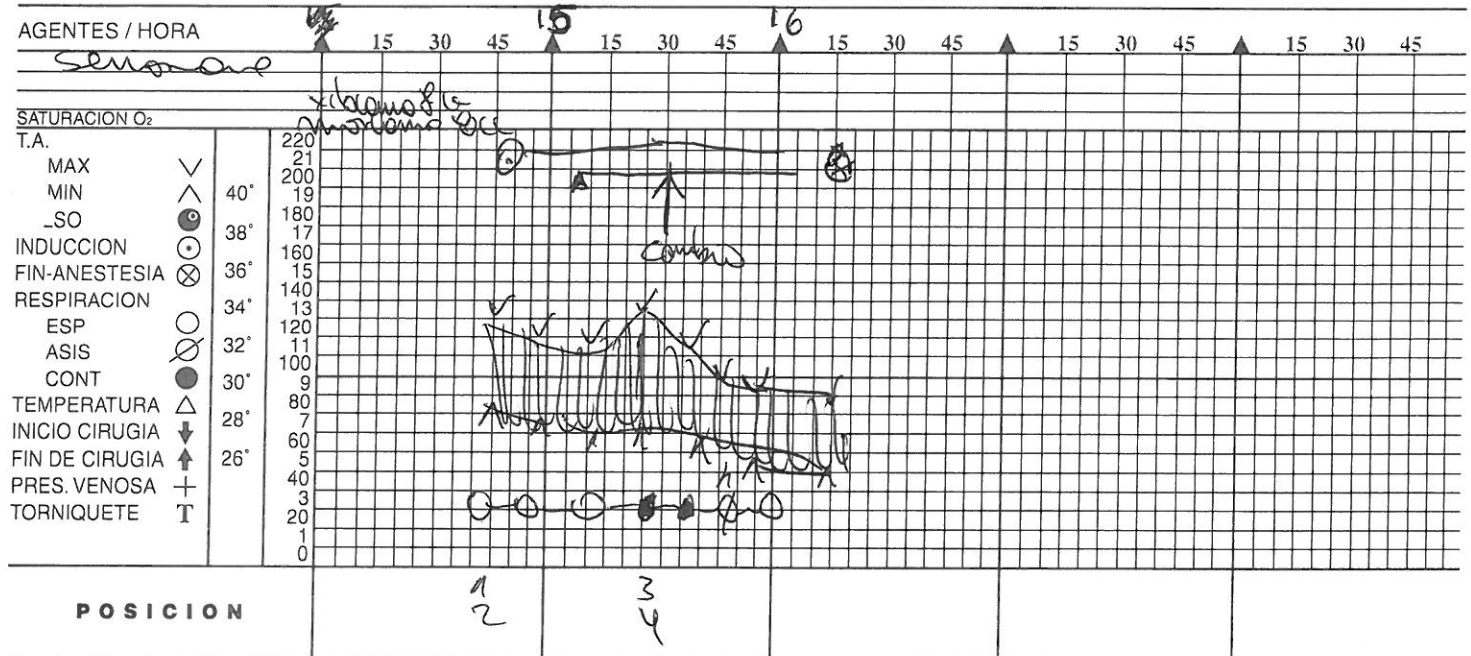 AGENTES / HORA 15 16
15 30 45 15 30 45 15 30 45 15 30 45 15 30 45
SATURACION O₂
T.A.
MAX ∨
MIN ∧
_SO
INDUCCION ⊙
FIN-ANESTESIA ⊗
RESPIRACION
ESP ○
ASIS ⊘
CONT ●
TEMPERATURA △
INICIO CIRUGIA ↓
FIN DE CIRUGIA ↑
PRES. VENOSA +
TORNIQUETE T
40°
38°
36°
34°
32°
30°
28°
26°
220
21
200
19
180
17
160
15
140
13
120
11
100
9
80
7
60
5
40
3
20
1
0
POSICION
1 3
2 4